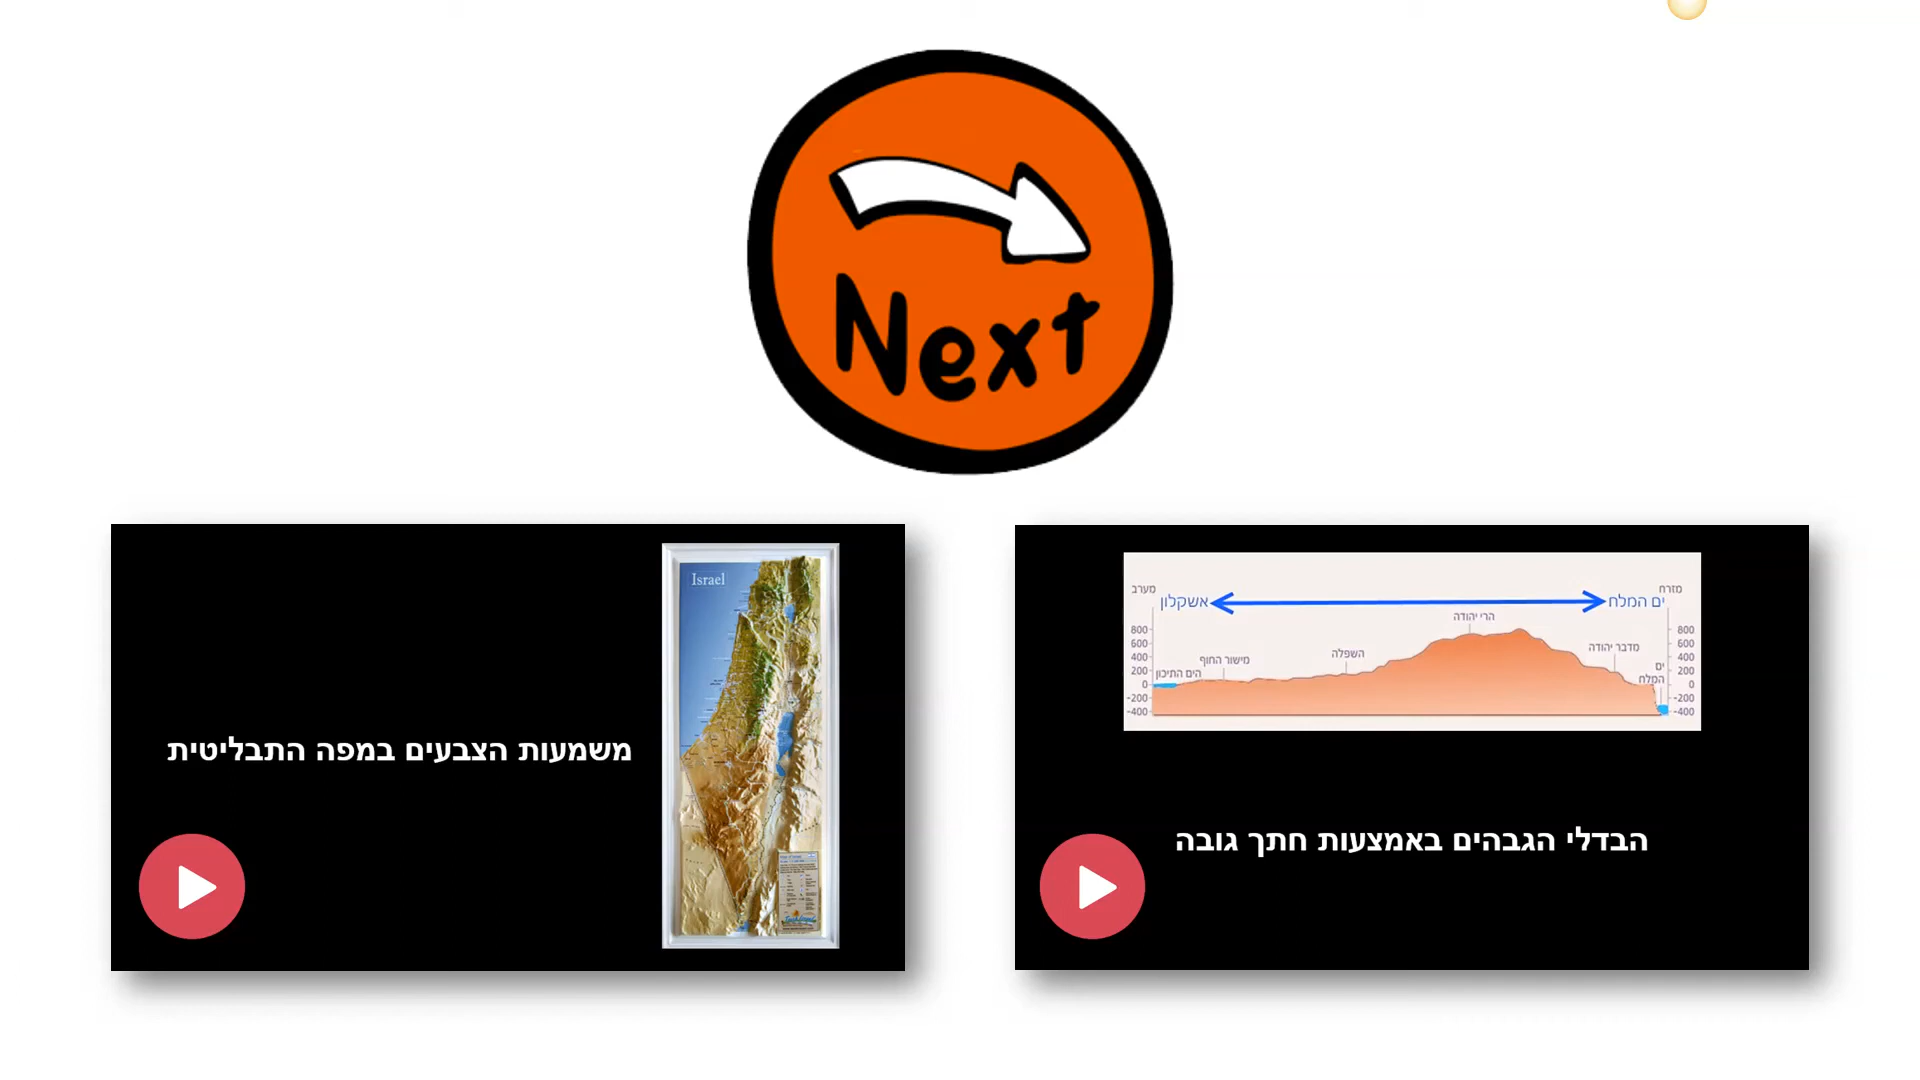 Next
Israel
משמעות הצבעים במפה התבליטית
מערב
מזרח
אשקלון
ים המלח
הרי יהודה
מדבר יהודה
השפלה
מישור החוף
הים התיכון
ים
המלח
800
600
400
200
0
-200
-400
800
600
400
200
0
-200
-400
הבדלי הגבהים באמצעות חתך גובה